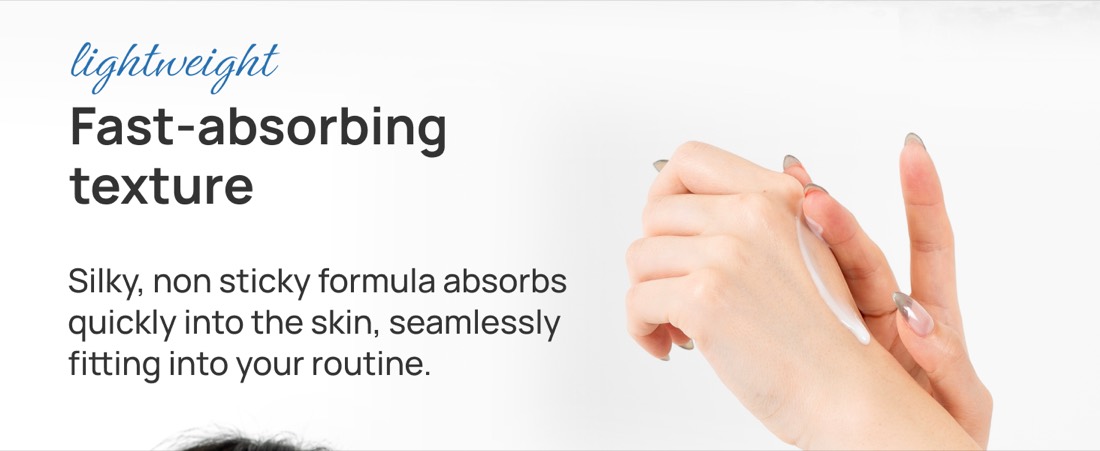 lightweight
Fast-absorbing
texture
Silky, non sticky formula absorbs
quickly into the skin, seamlessly
fitting into your routine.